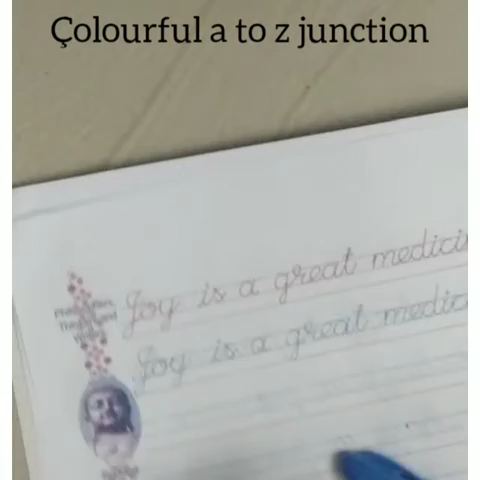 Çolourful a to z junction
Joy is a great medici
Joy is a great medic